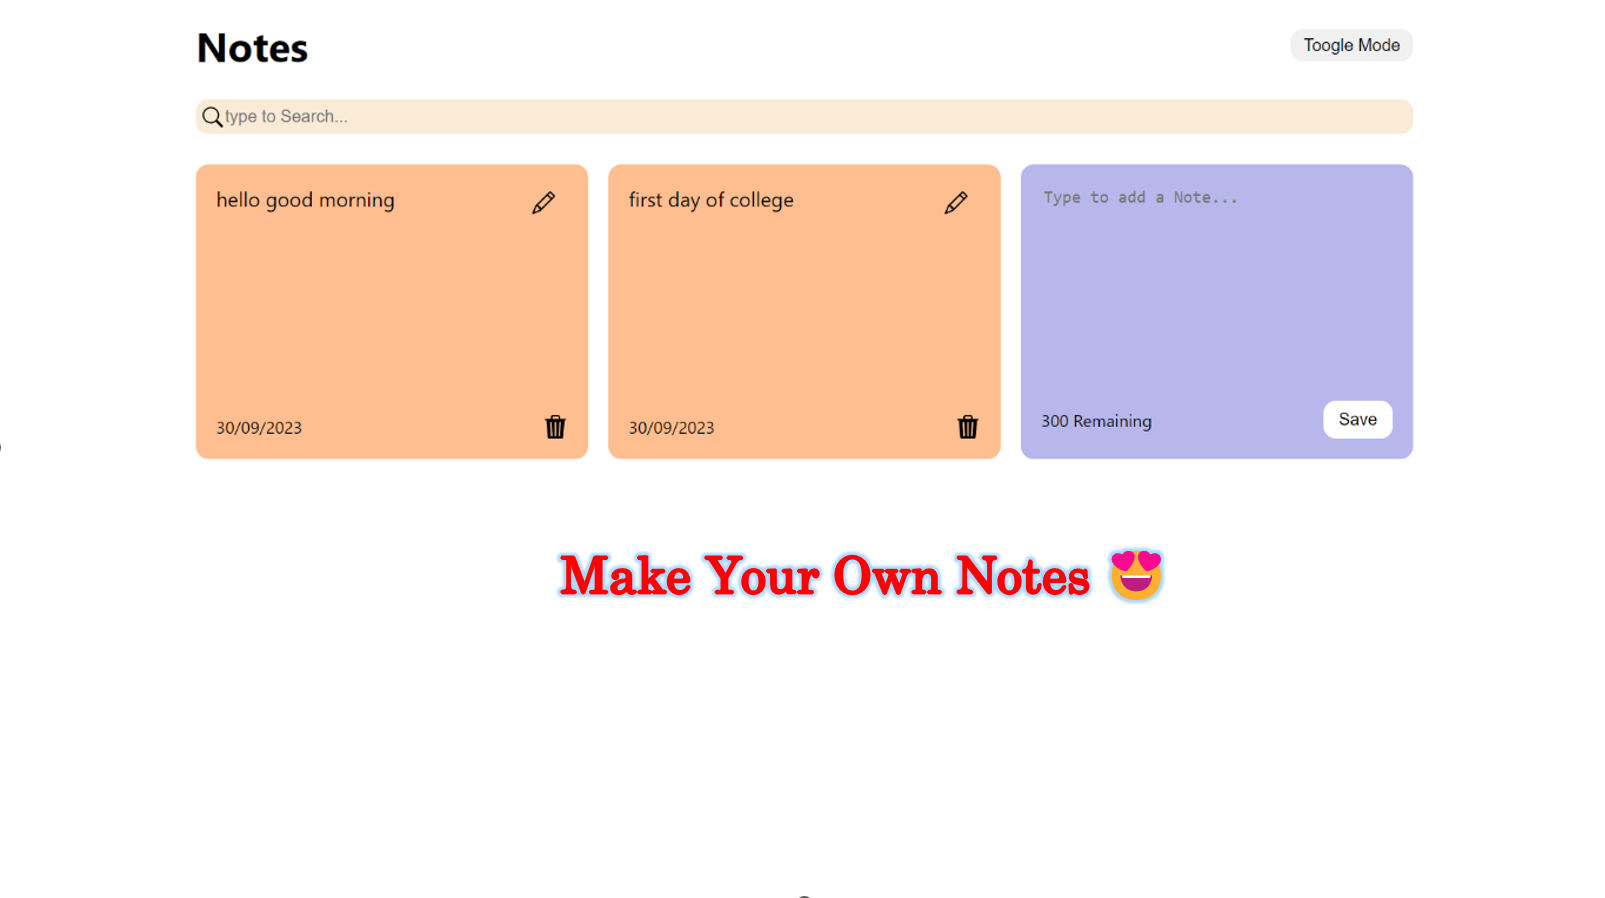 Notes
Toogle Mode
type to Search...
hello good morning
first day of college
Type to add a Note...
30/09/2023
30/09/2023
300 Remaining
Save
Make Your Own Notes 😍